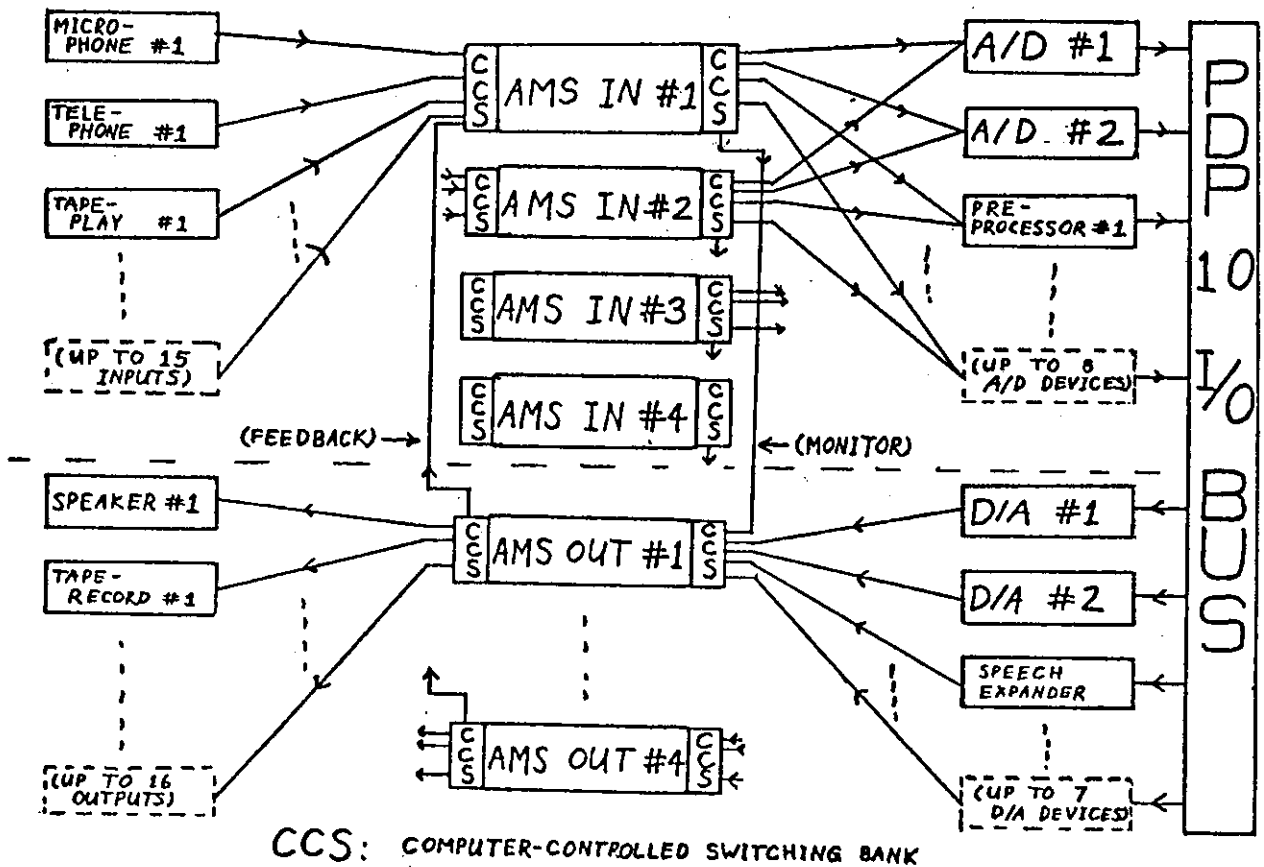 MICRO-
PHONE #1
TELE-
PHONE #1
TAPE-
PLAY #1
(UP TO 15
INPUTS)
CCS
AMS IN #1
CCS
CCS
AMS IN #2
CCS
CCS
AMS IN #3
CCS
CCS
AMS IN #4
CCS
A/D #1
A/D #2
PRE-
PROCESSOR #1
(UP TO 8
A/D DEVICES)
(FEEDBACK)
(MONITOR)
SPEAKER #1
TAPE-
RECORD #1
(UP TO 16
OUTPUTS)
CCS
AMS OUT #1
CCS
CCS
AMS OUT #4
CCS
D/A #1
D/A #2
SPEECH
EXPANDER
(UP TO 7
D/A DEVICES)
PDP 10 I/O BUS
CCS: COMPUTER-CONTROLLED SWITCHING BANK